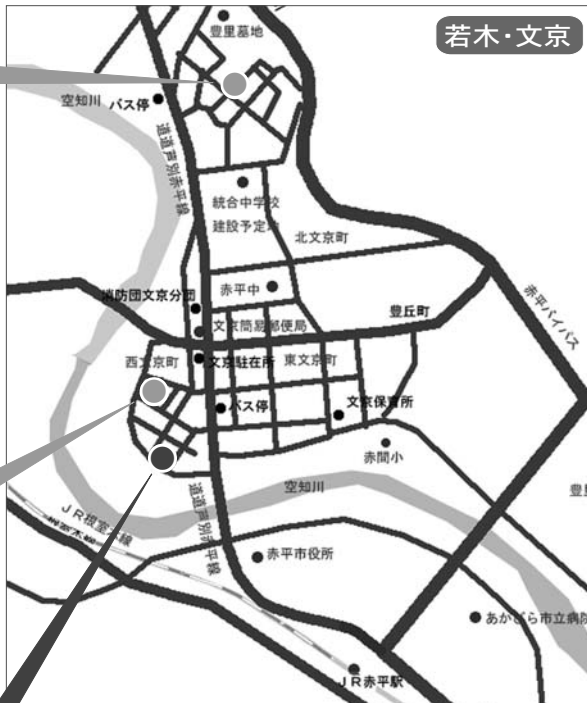 若木・文京
豊里墓地
空知川
バス停
道道芦別赤平線
統合中学校
建設予定地
北文京町
赤平中
消防団文京分団
豊丘町
赤平バイパス
文京簡易郵便局
西文京町
文京駐在所
東文京町
バス停
文京保育所
赤間小
空知川
豊里
JR根室本線
道道芦別赤平線
赤平市役所
あかびら市立病院
JR赤平駅